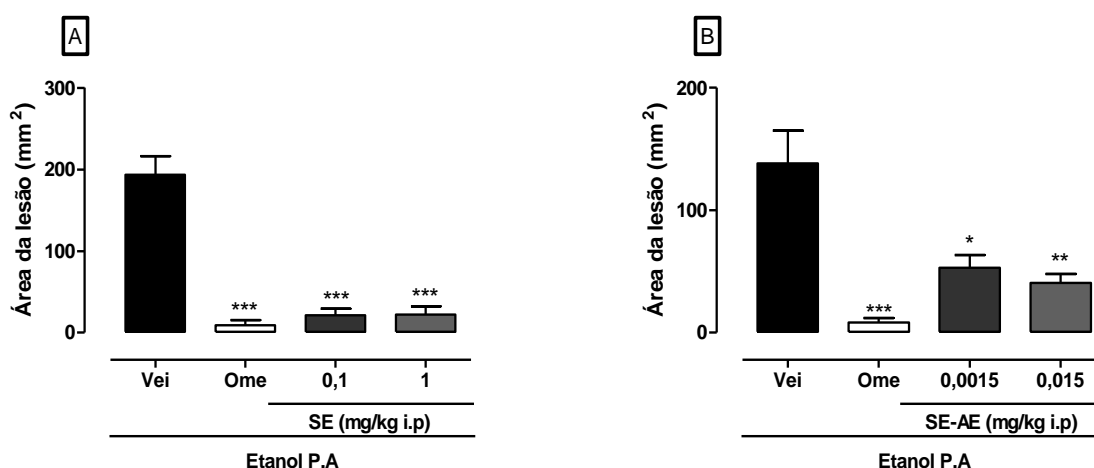 A
Área da lesão (mm²)
300
200
100
0
***
***
***
Vei Ome 0,1 1
SE (mg/kg i.p)
Etanol P.A
B
Área da lesão (mm²)
200
100
0
***
*
**
Vei Ome 0,0015 0,015
SE-AE (mg/kg i.p)
Etanol P.A